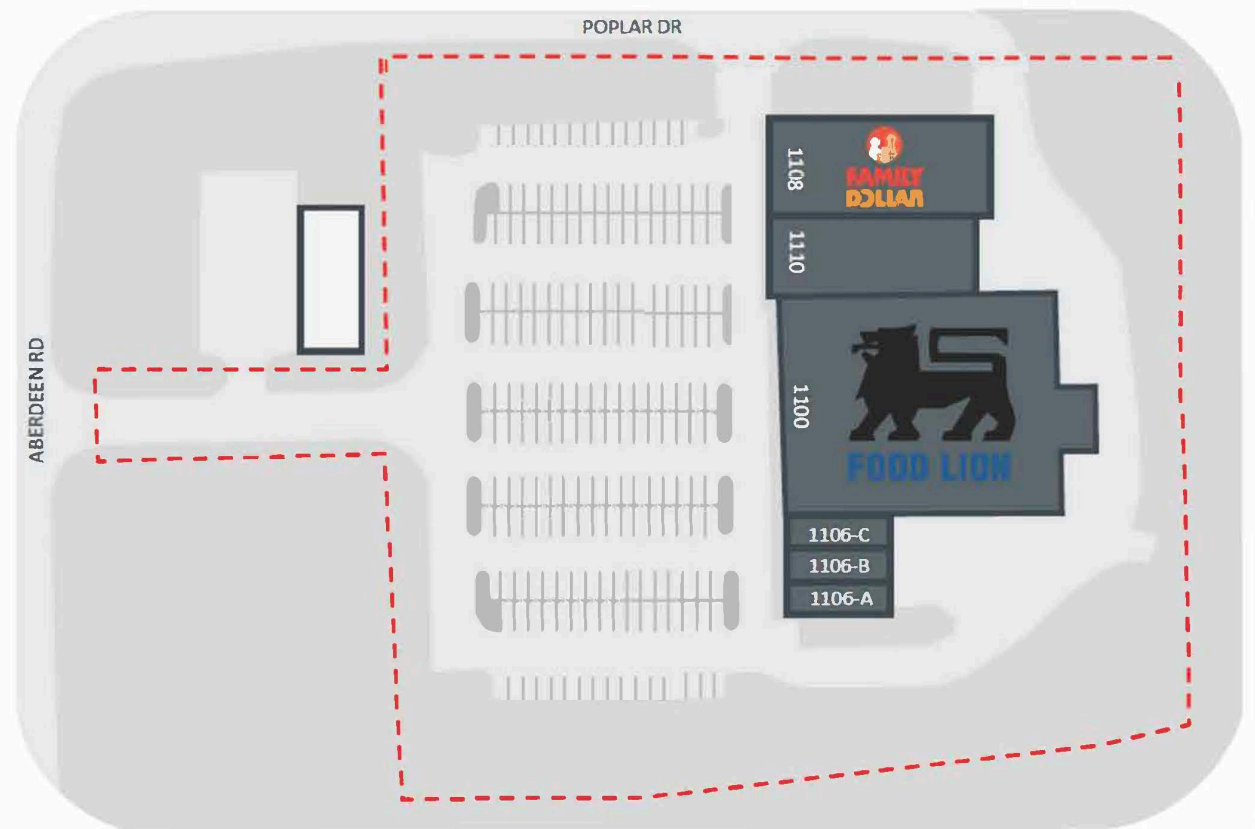 POPLAR DR
ABERDEEN RD
1108
FAMILY
DOLLAR
1110
1100
FOOD LION
1106-C
1106-B
1106-A